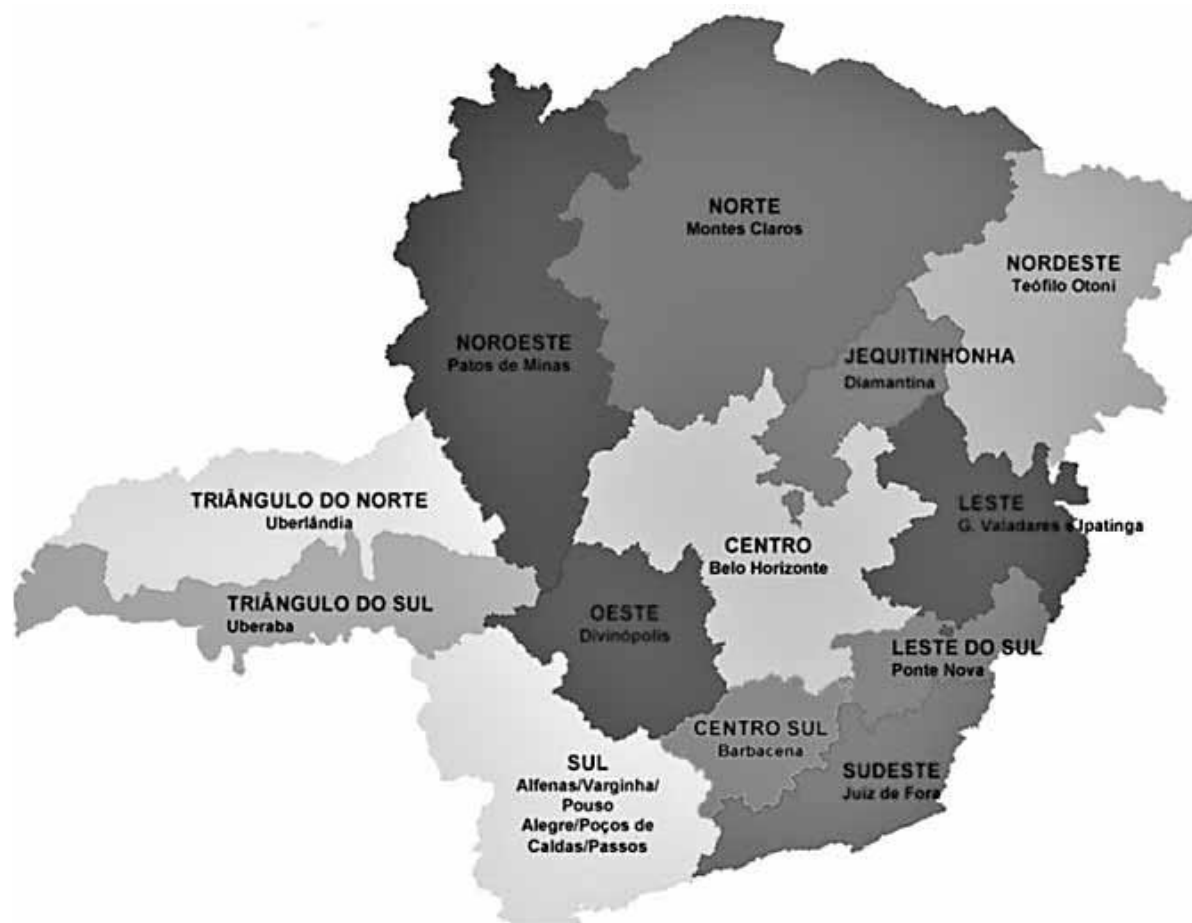 NORTE
Montes Claros
NORDESTE
Teófilo Otoni
NOROESTE
Patos de Minas
JEQUITINHONHA
Diamantina
TRIÂNGULO DO NORTE
Uberlândia
LESTE
G. Valadares e Ipatinga
CENTRO
Belo Horizonte
TRIÂNGULO DO SUL
Uberaba
OESTE
Divinópolis
LESTE DO SUL
Ponte Nova
CENTRO SUL
Barbacena
SUL
Alfenas/Varginha/
Pouso
Alegre/Poços de
Caldas/Passos
SUDESTE
Juiz de Fora